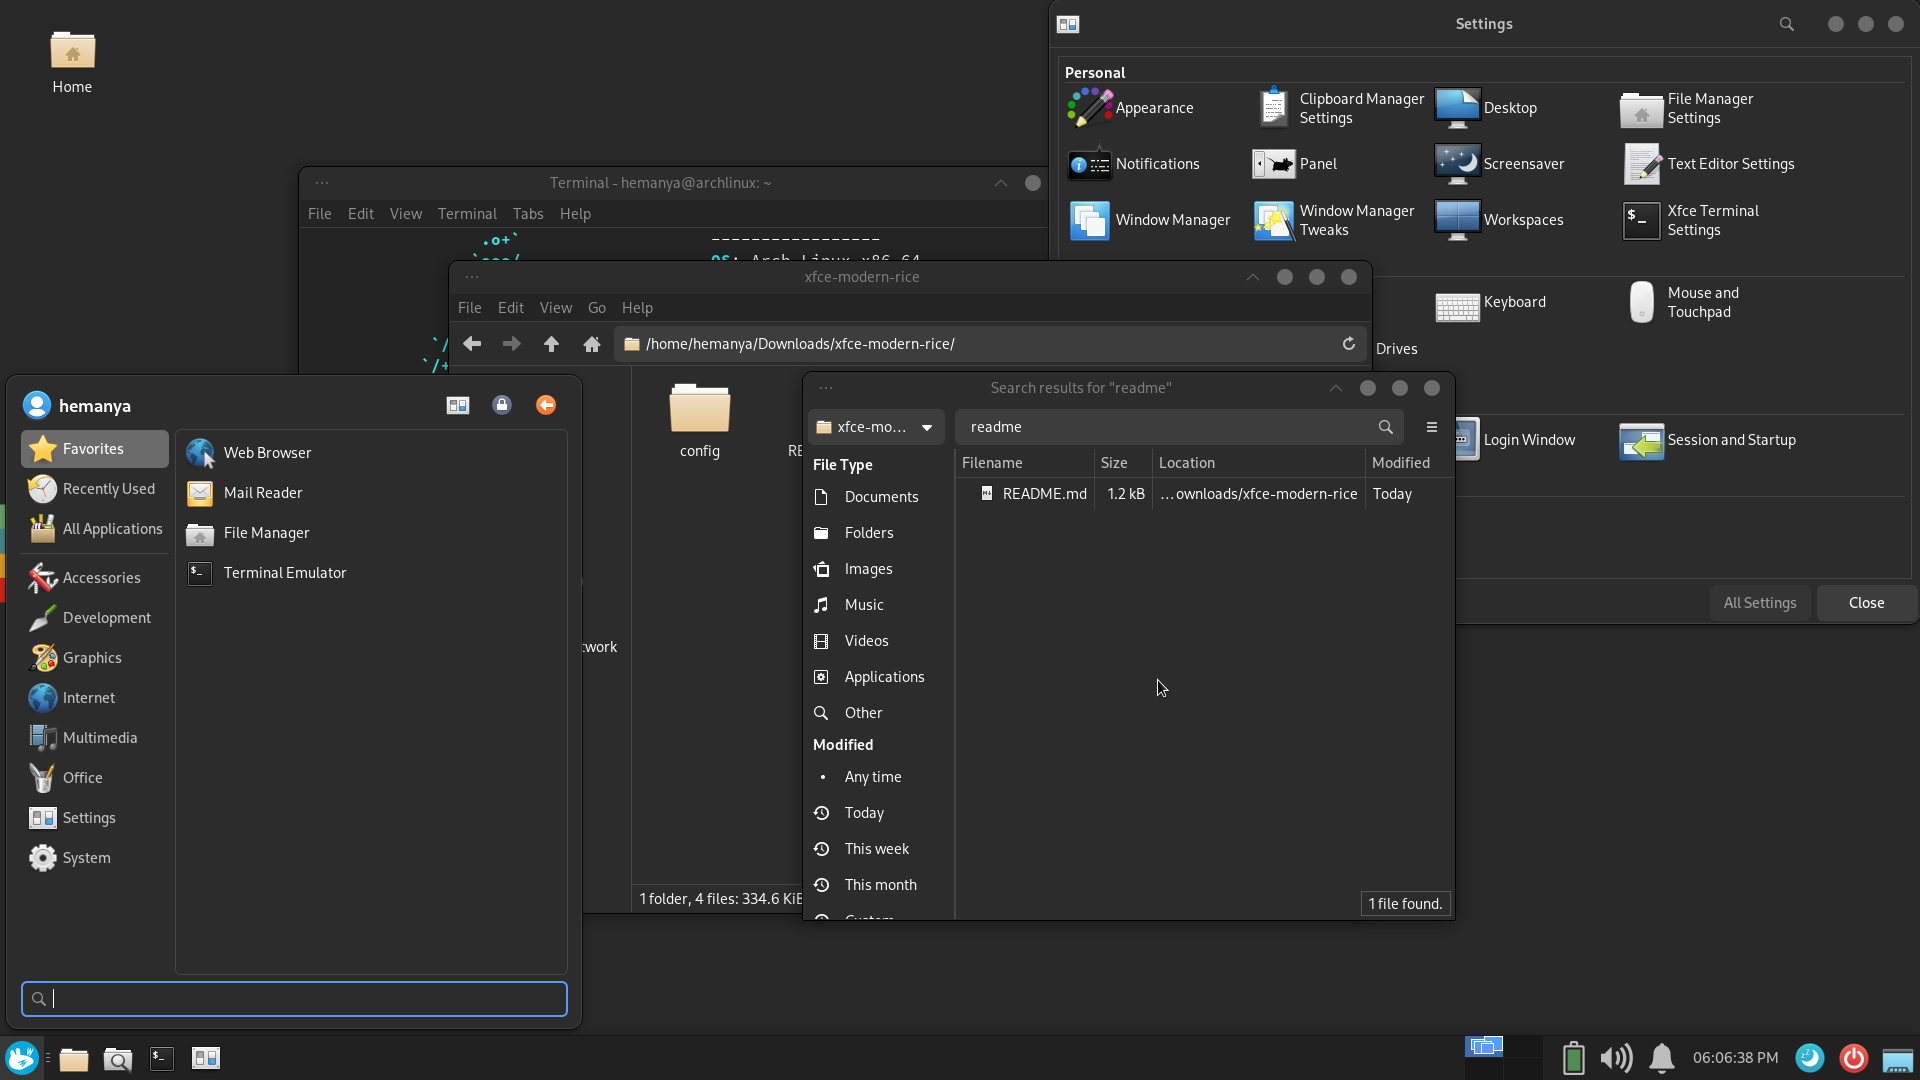 Home
Settings
Personal
Appearance
Clipboard Manager Settings
Desktop
File Manager Settings
Notifications
Panel
Screensaver
Text Editor Settings
Window Manager
Window Manager Tweaks
Workspaces
Xfce Terminal Settings
Keyboard
Mouse and Touchpad
Drives
Login Window
Session and Startup
All Settings
Close
Terminal - hemanya@archlinux: ~
File Edit View Terminal Tabs Help
.o+` -----------------
xfce-modern-rice
File Edit View Go Help
/home/hemanya/Downloads/xfce-modern-rice/
config
1 folder, 4 files: 334.6 KiB
Search results for "readme"
xfce-mo...
readme
File Type
Documents
Folders
Images
Music
Videos
Applications
Other
Modified
Any time
Today
This week
This month
Filename Size Location Modified
README.md 1.2 kB ...ownloads/xfce-modern-rice Today
1 file found.
hemanya
Favorites
Recently Used
All Applications
Accessories
Development
Graphics
Internet
Multimedia
Office
Settings
System
Web Browser
Mail Reader
File Manager
Terminal Emulator
06:06:38 PM